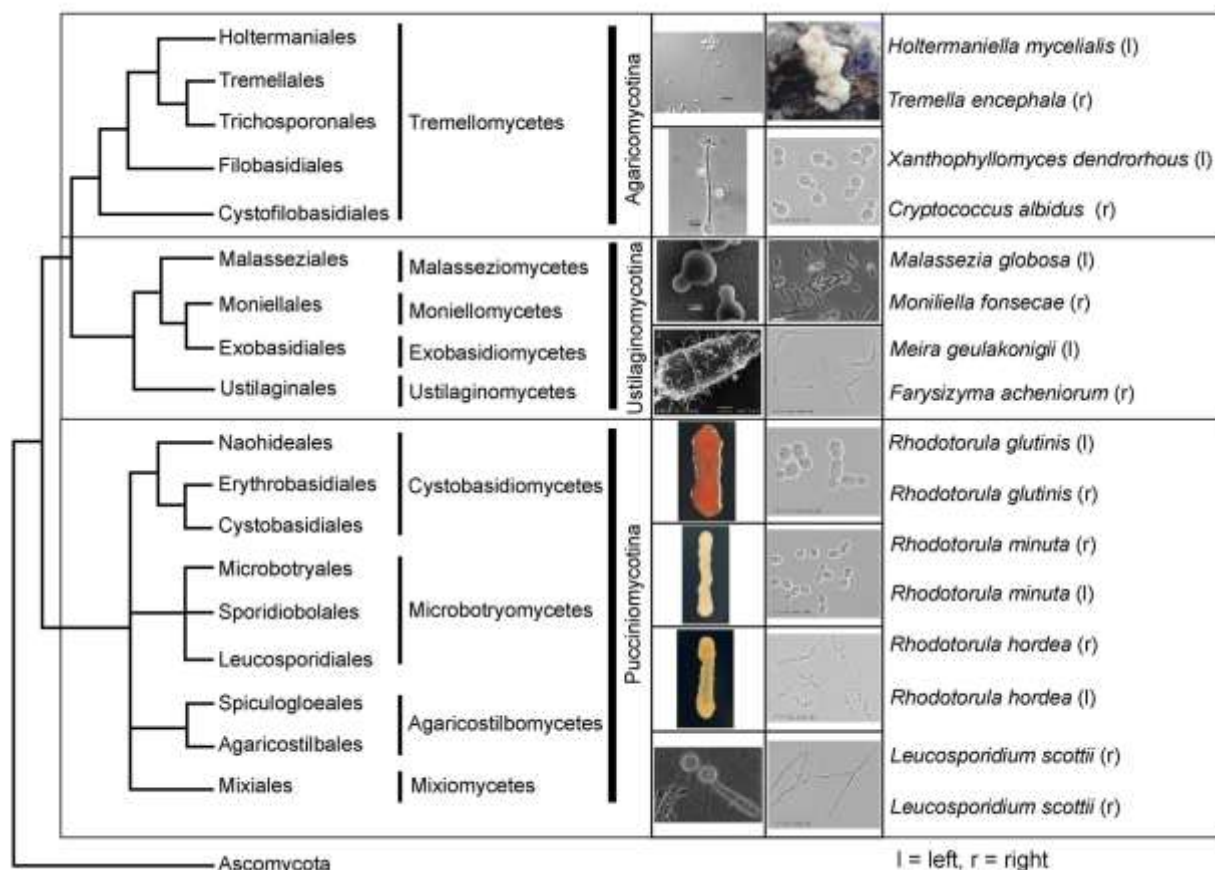 Holtermaniales
Tremellales
Trichosporonales
Filobasidiales
Cystofilobasidiales
Tremellomycetes
Agaricomycotina
Holtermaniella mycelialis (l)
Tremella encephala (r)
Xanthophyllomyces dendrorhous (l)
Cryptococcus albidus (r)
Malasseziales
Moniellales
Exobasidiales
Ustilaginales
Malasseziomycetes
Moniellomycetes
Exobasidiomycetes
Ustilaginomycetes
Ustilaginomycotina
Malassezia globosa (l)
Moniliella fonsecae (r)
Meira geulakonigii (l)
Farysizyma acheniorum (r)
Naohideales
Erythrobasidiales
Cystobasidiales
Microbotryales
Sporidiobolales
Leucosporidiales
Spiculogloeales
Agaricostilbales
Mixiales
Cystobasidiomycetes
Microbotryomycetes
Agaricostilbomycetes
Mixiomycetes
Pucciniomycotina
Rhodotorula glutinis (l)
Rhodotorula glutinis (r)
Rhodotorula minuta (r)
Rhodotorula minuta (l)
Rhodotorula hordea (r)
Rhodotorula hordea (l)
Leucosporidium scottii (r)
Leucosporidium scottii (r)
Ascomycota
l = left, r = right